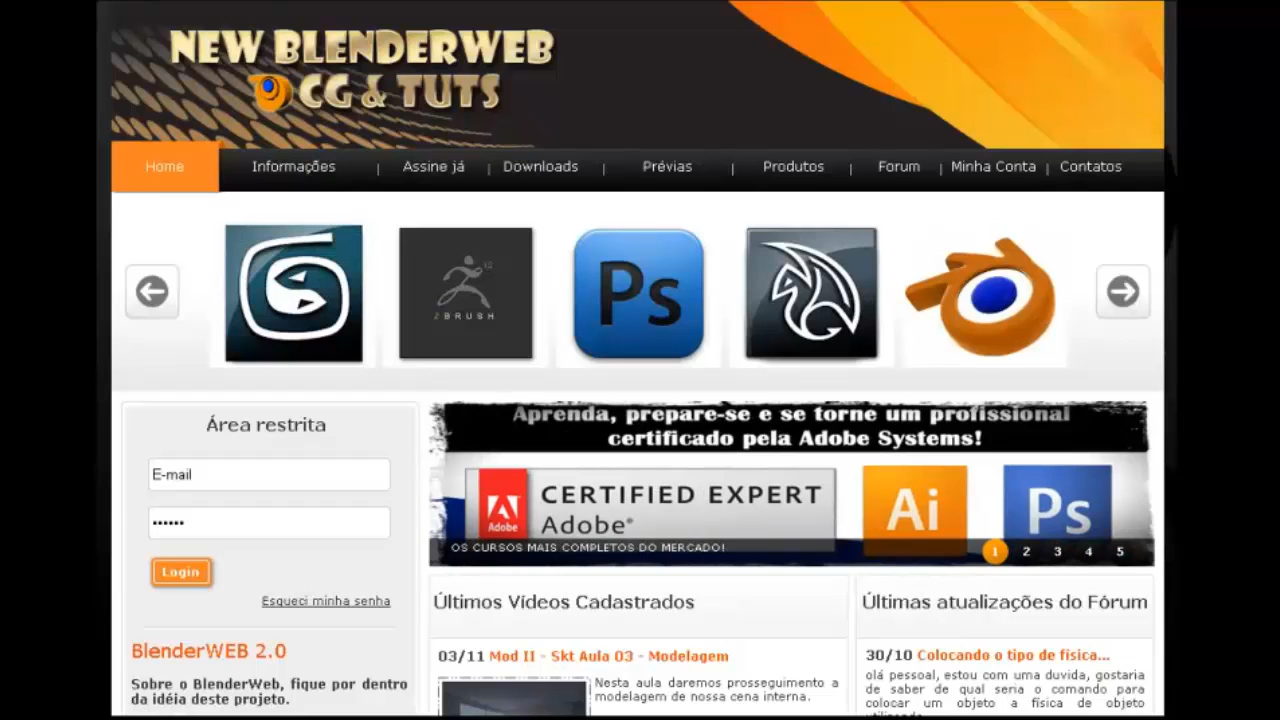 NEW BLENDERWEB
CG & TUTS
Home
Informações | Assine já | Downloads | Prévias | Produtos | Forum | Minha Conta | Contatos
ZBRUSH
Ps
Área restrita
E-mail
••••••
Login
Esqueci minha senha
BlenderWEB 2.0
Sobre o BlenderWeb, fique por dentro
da idéia deste projeto.
Aprenda, prepare-se e se torne um profissional
certificado pela Adobe Systems!
Adobe
CERTIFIED EXPERT
Adobe®
Ai
Ps
OS CURSOS MAIS COMPLETOS DO MERCADO!
1 2 3 4 5
Últimos Vídeos Cadastrados
03/11 Mod II - Skt Aula 03 - Modelagem
Nesta aula daremos prosseguimento a
modelagem de nossa cena interna.
Últimas atualizações do Fórum
30/10 Colocando o tipo de física...
olá pessoal, estou com uma duvida, gostaria
de saber de qual seria o comando para
colocar um objeto a física de objeto